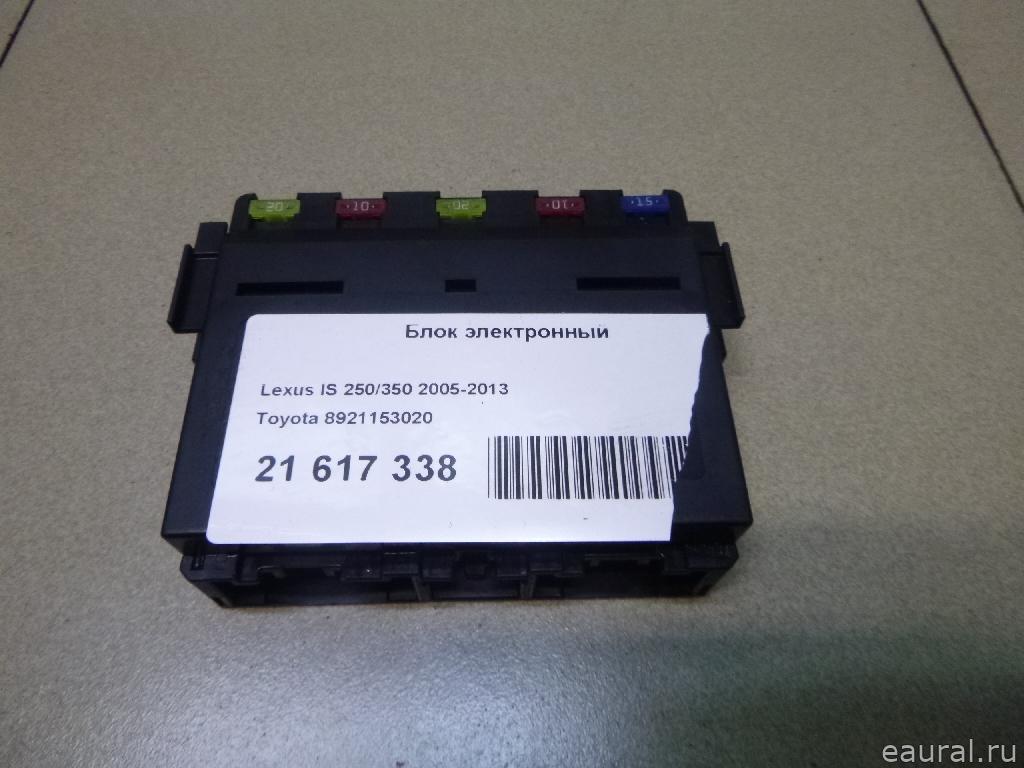 20 10 20 10 15
Блок электронный
Lexus IS 250/350 2005-2013
Toyota 8921153020
21 617 338
eaural.ru